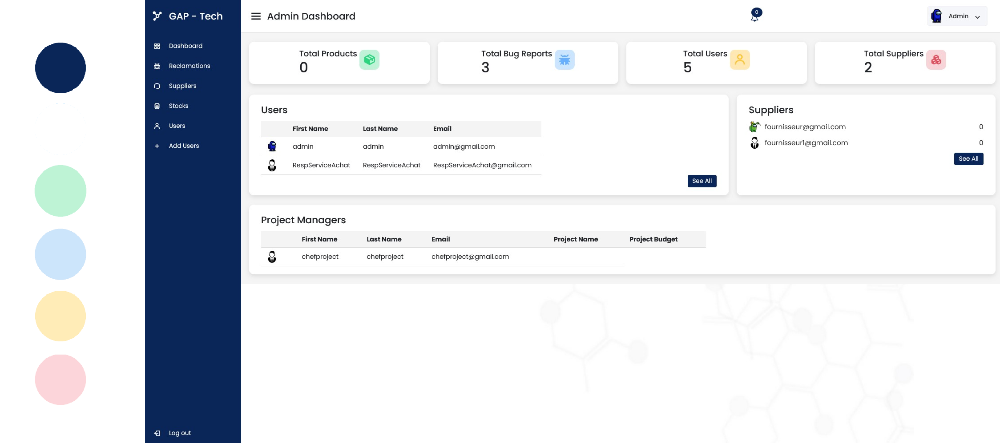 GAP - Tech
Dashboard
Reclamations
Suppliers
Stocks
Users
Add Users
Log out
Admin Dashboard
0
Admin
Total Products
0
Total Bug Reports
3
Total Users
5
Total Suppliers
2
Users
First Name Last Name Email
admin admin admin@gmail.com
RespServiceAchat RespServiceAchat RespServiceAchat@gmail.com
See All
Suppliers
fournisseur@gmail.com 0
fournisseur1@gmail.com 0
See All
Project Managers
First Name Last Name Email Project Name Project Budget
chefproject chefproject chefproject@gmail.com